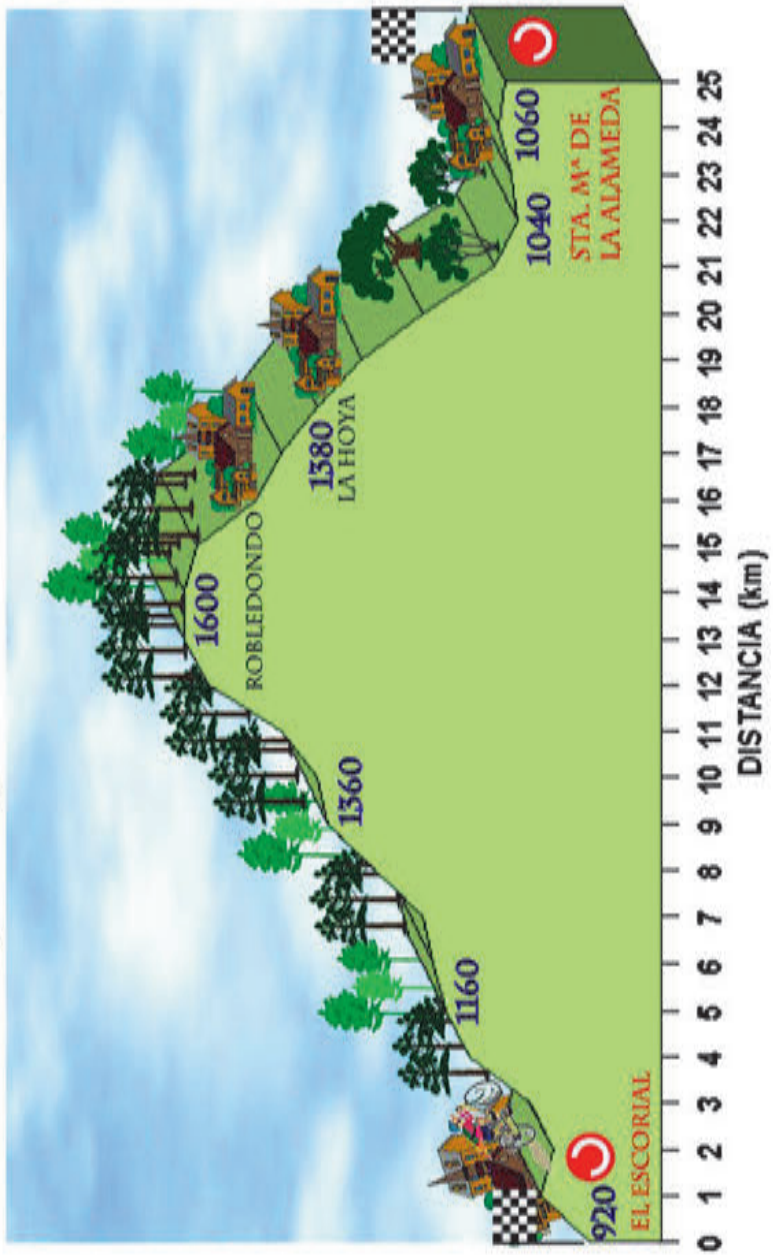 920
EL ESCORIAL
1160
1360
1600
ROBLEDONDO
1380
LA HOYA
1040
1060
STA. Mª DE
LA ALAMEDA
0 1 2 3 4 5 6 7 8 9 10 11 12 13 14 15 16 17 18 19 20 21 22 23 24 25
DISTANCIA (km)